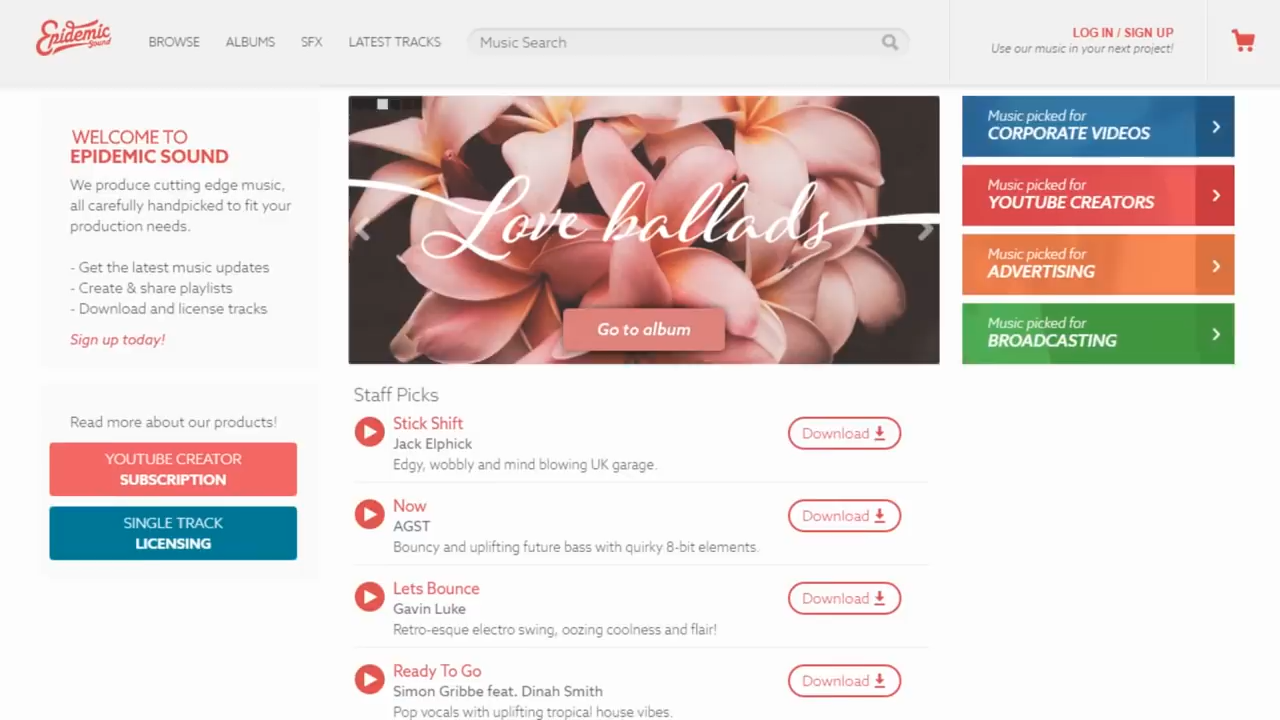 Epidemic
Sound
BROWSE
ALBUMS
SFX
LATEST TRACKS
Music Search
LOG IN / SIGN UP
Use our music in your next project!
WELCOME TO
EPIDEMIC SOUND
We produce cutting edge music,
all carefully handpicked to fit your
production needs.
- Get the latest music updates
- Create & share playlists
- Download and license tracks
Sign up today!
Read more about our products!
YOUTUBE CREATOR
SUBSCRIPTION
SINGLE TRACK
LICENSING
Love ballads
Go to album
Staff Picks
Stick Shift
Jack Elphick
Edgy, wobbly and mind blowing UK garage.
Download
Now
AGST
Bouncy and uplifting future bass with quirky 8-bit elements.
Download
Lets Bounce
Gavin Luke
Retro-esque electro swing, oozing coolness and flair!
Download
Ready To Go
Simon Gribbe feat. Dinah Smith
Pop vocals with uplifting tropical house vibes.
Download
Music picked for
CORPORATE VIDEOS
Music picked for
YOUTUBE CREATORS
Music picked for
ADVERTISING
Music picked for
BROADCASTING